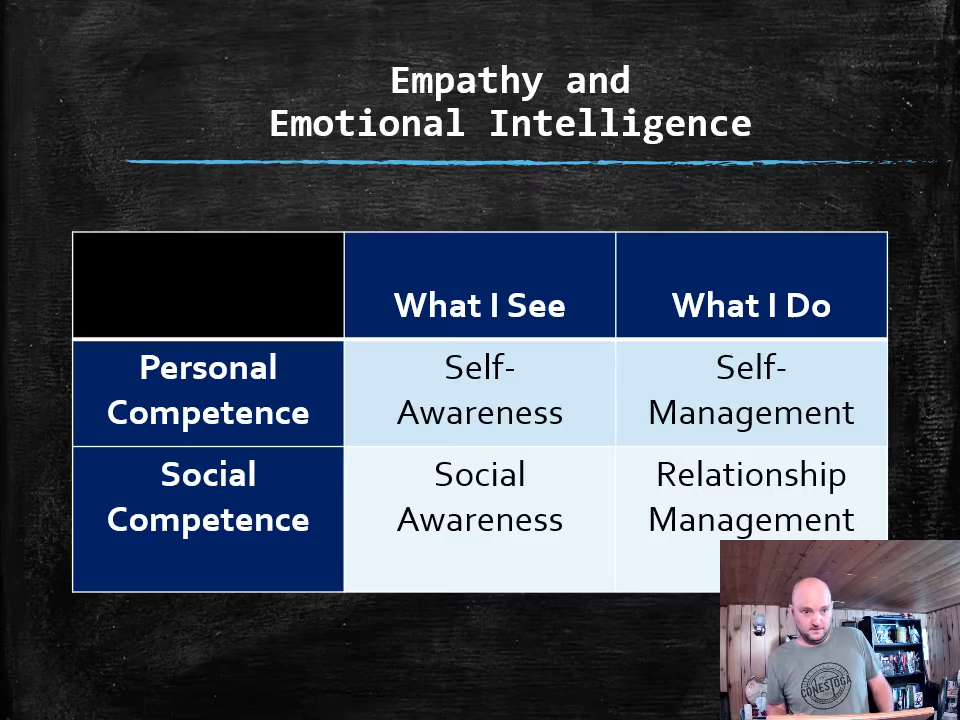 Empathy and
Emotional Intelligence
What I See
What I Do
Personal
Competence
Self-
Awareness
Self-
Management
Social
Competence
Social
Awareness
Relationship
Management
CONESTOGA